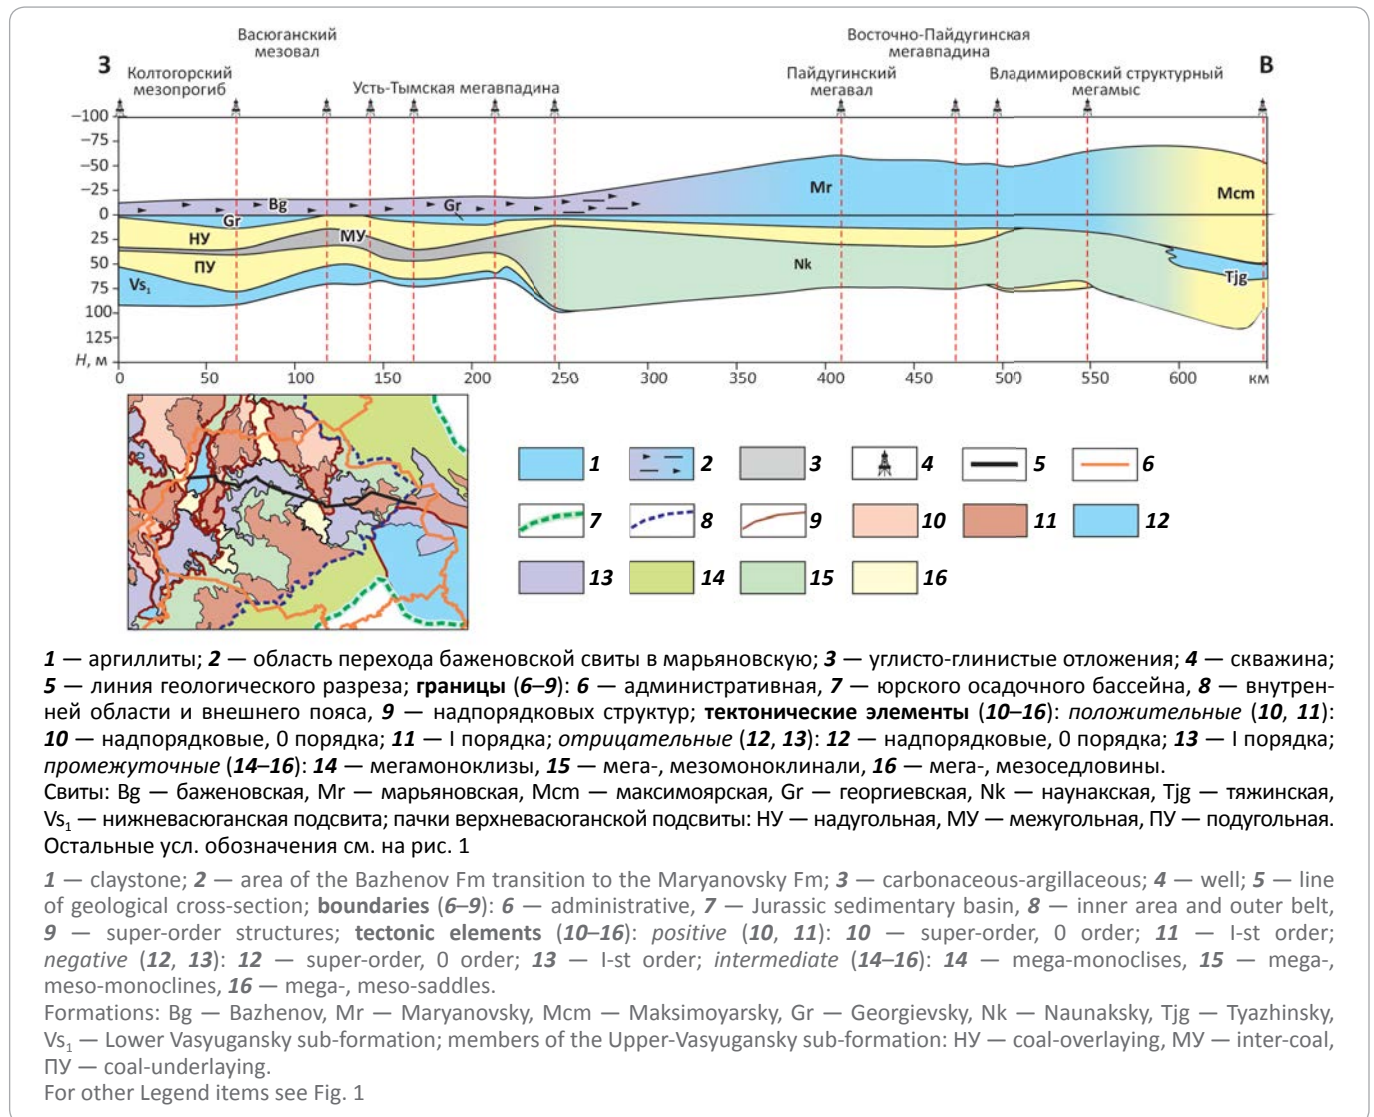 Васюганский
мезовал
Восточно-Пайдугинская
мегавпадина
З
В
Колтогорский
мезопрогиб
Усть-Тымская мегавпадина
Пайдугинский
мегавал
Владимировский структурный
мегамыс
–100
–75
–50
–25
0
25
50
75
100
125
H, м
Bg
Gr
Gr
НУ
МУ
ПУ
Vs1
Nk
Mr
Mcm
Tjg
0 50 100 150 200 250 300 350 400 450 500 550 600 км
1 2 3 4 5 6
7 8 9 10 11 12
13 14 15 16
1 — аргиллиты; 2 — область перехода баженовской свиты в марьяновскую; 3 — углисто-глинистые отложения; 4 — скважина;
5 — линия геологического разреза; границы (6–9): 6 — административная, 7 — юрского осадочного бассейна, 8 — внутрен-
ней области и внешнего пояса, 9 — надпорядковых структур; тектонические элементы (10–16): положительные (10, 11):
10 — надпорядковые, 0 порядка; 11 — I порядка; отрицательные (12, 13): 12 — надпорядковые, 0 порядка; 13 — I порядка;
промежуточные (14–16): 14 — мегамоноклизы, 15 — мега-, мезомоноклинали, 16 — мега-, мезоседловины.
Свиты: Bg — баженовская, Mr — марьяновская, Mcm — максимоярская, Gr — георгиевская, Nk — наунакская, Tjg — тяжинская,
Vs1 — нижневасюганская подсвита; пачки верхневасюганской подсвиты: НУ — надугольная, МУ — межугольная, ПУ — подугольная.
Остальные усл. обозначения см. на рис. 1
1 — claystone; 2 — area of the Bazhenov Fm transition to the Maryanovsky Fm; 3 — carbonaceous-argillaceous; 4 — well; 5 — line
of geological cross-section; boundaries (6–9): 6 — administrative, 7 — Jurassic sedimentary basin, 8 — inner area and outer belt,
9 — super-order structures; tectonic elements (10–16): positive (10, 11): 10 — super-order, 0 order; 11 — I-st order;
negative (12, 13): 12 — super-order, 0 order; 13 — I-st order; intermediate (14–16): 14 — mega-monoclises, 15 — mega-,
meso-monoclines, 16 — mega-, meso-saddles.
Formations: Bg — Bazhenov, Mr — Maryanovsky, Mcm — Maksimoyarsky, Gr — Georgievsky, Nk — Naunaksky, Tjg — Tyazhinsky,
Vs1 — Lower Vasyugansky sub-formation; members of the Upper-Vasyugansky sub-formation: НУ — coal-overlaying, МУ — inter-coal,
ПУ — coal-underlaying.
For other Legend items see Fig. 1